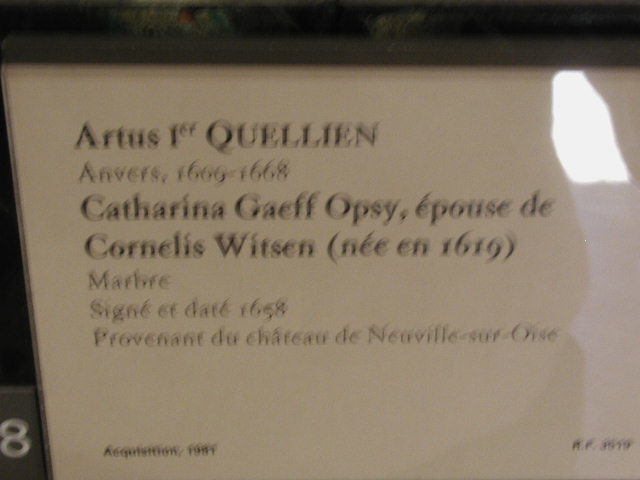 Artus Ier QUELLIEN
Anvers, 1609-1668
Catharina Gaeff Opsy, épouse de
Cornelis Witsen (née en 1619)
Marbre
Signé et daté 1658
Provenant du château de Neuville-sur-Oise
8
Acquisition, 1981
R.F. 3519